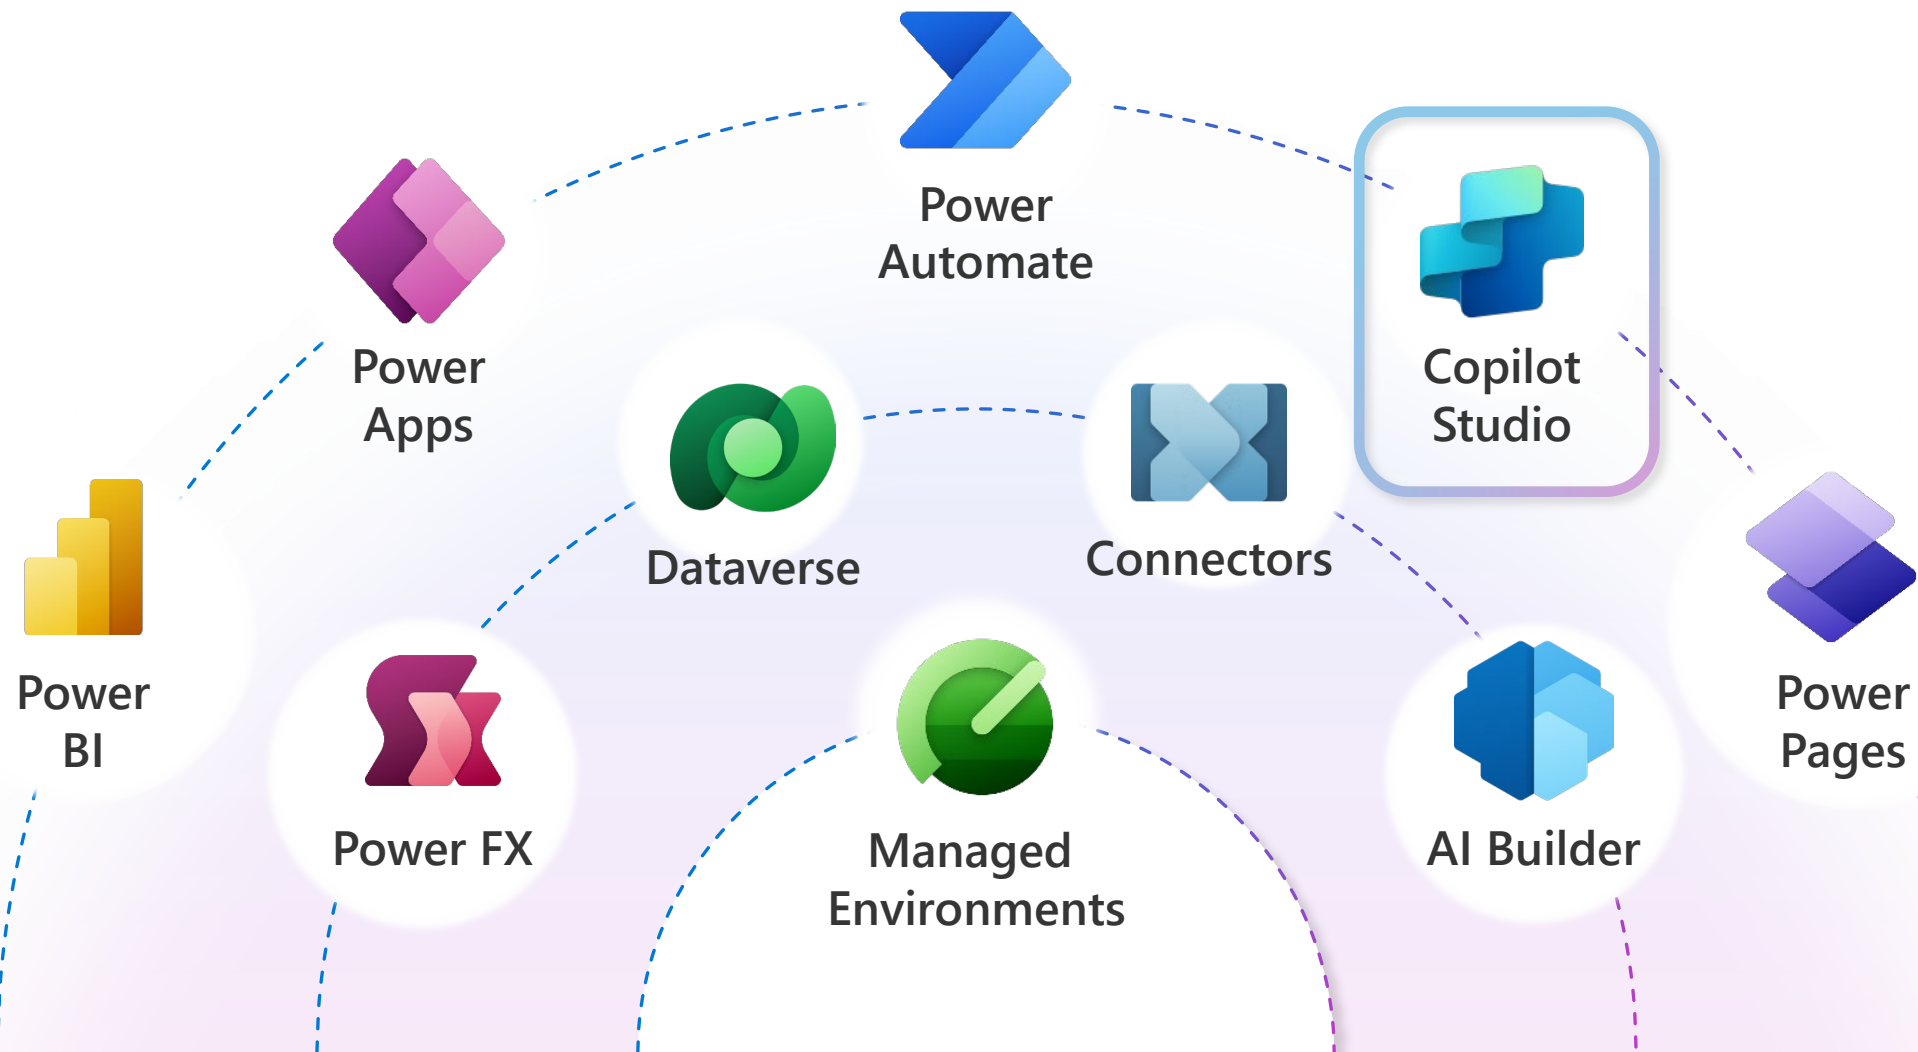 Power
Automate
Power
Apps
Copilot
Studio
Dataverse
Connectors
Power
BI
Power
Pages
Power FX
Managed
Environments
AI Builder